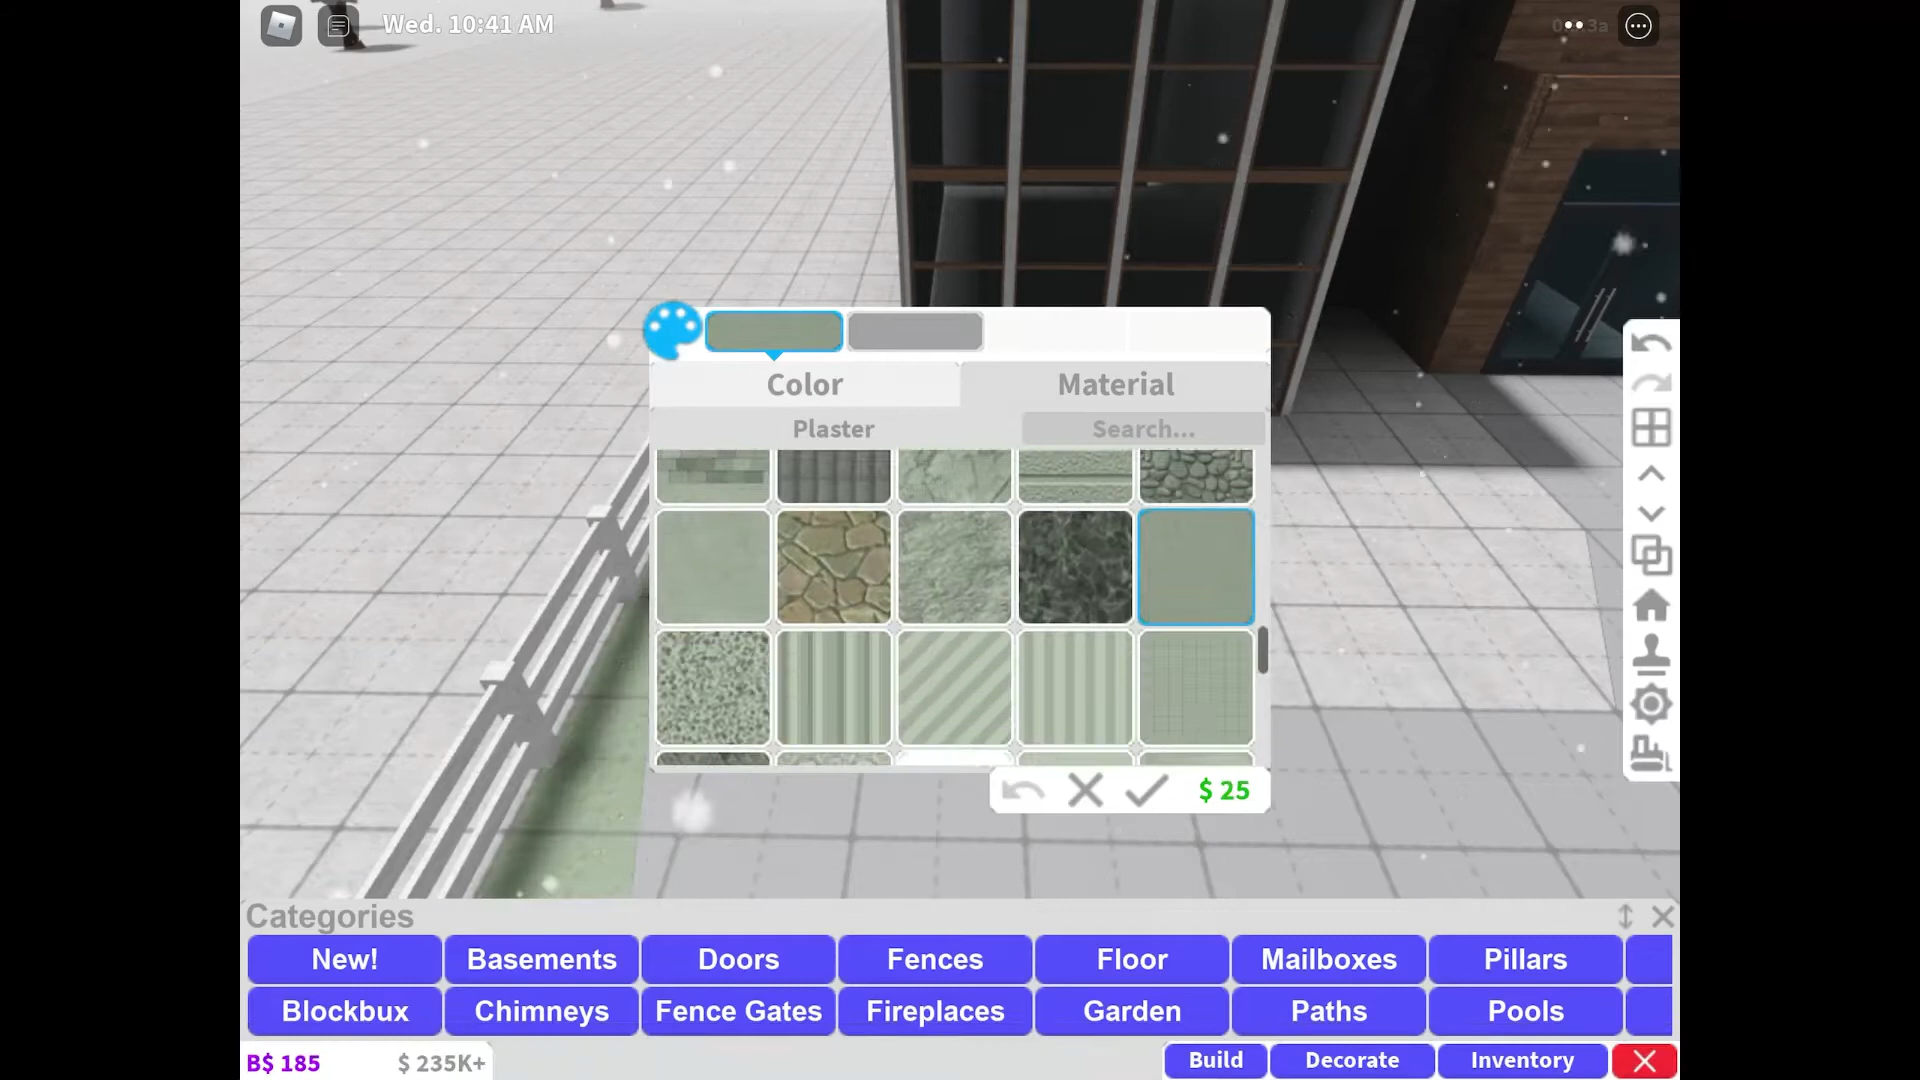 Wed. 10:41 AM
Color
Material
Plaster
Search...
$ 25
Categories
New!
Basements
Doors
Fences
Floor
Mailboxes
Pillars
Blockbux
Chimneys
Fence Gates
Fireplaces
Garden
Paths
Pools
B$ 185
$ 235K+
Build
Decorate
Inventory